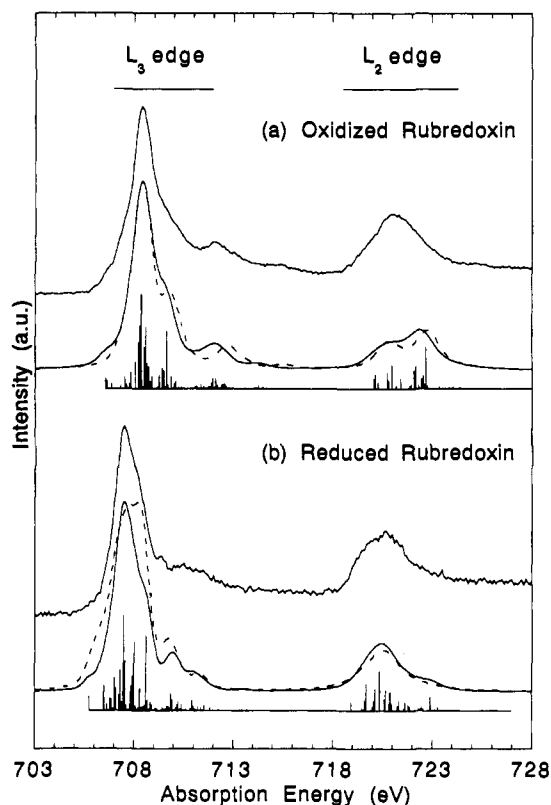 L3 edge
L2 edge
(a) Oxidized Rubredoxin
(b) Reduced Rubredoxin
Intensity (a.u.)
703 708 713 718 723 728
Absorption Energy (eV)